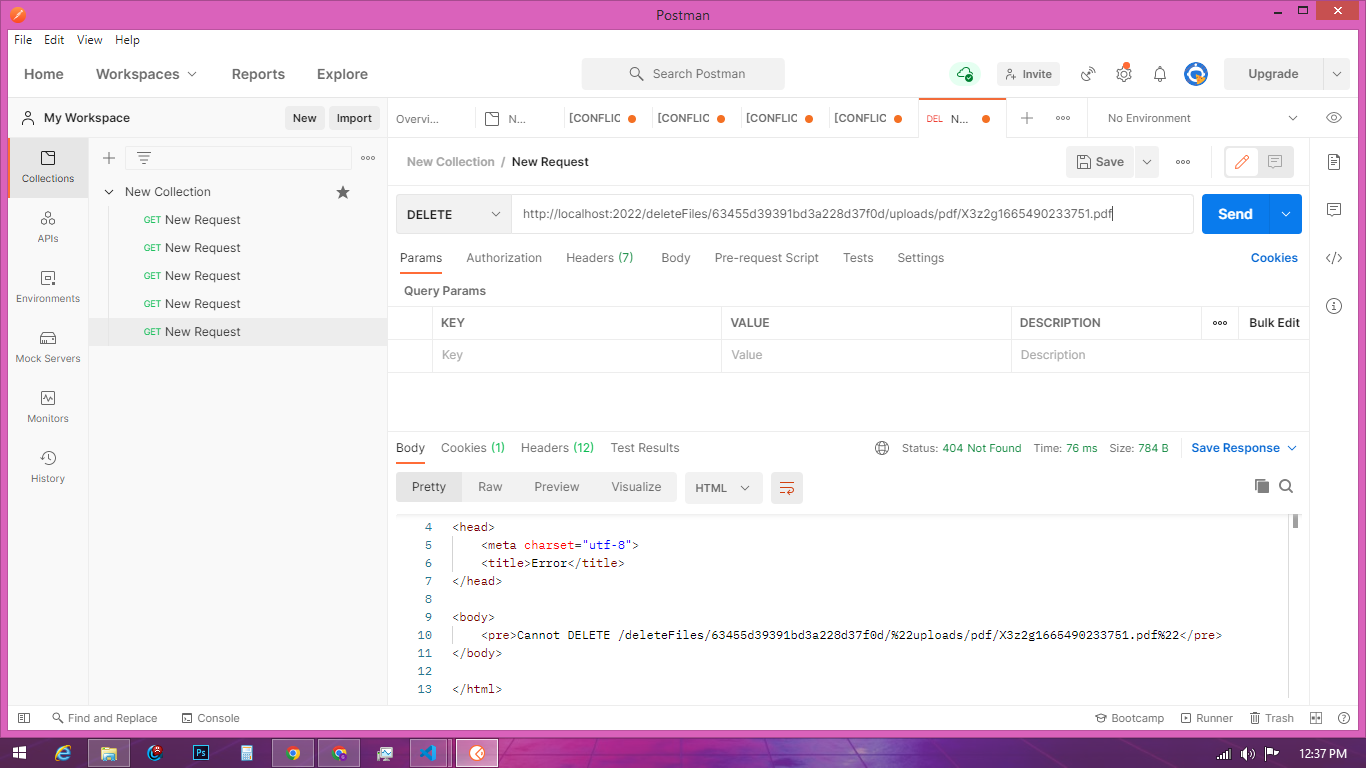 Postman
File Edit View Help
Home Workspaces Reports Explore Search Postman Invite Upgrade
My Workspace New Import
Overvi... N... [CONFLIC [CONFLIC [CONFLIC [CONFLIC DEL N... No Environment
Collections
APIs
Environments
Mock Servers
Monitors
History
New Collection
GET New Request
GET New Request
GET New Request
GET New Request
GET New Request
New Collection / New Request Save
DELETE http://localhost:2022/deleteFiles/63455d39391bd3a228d37f0d/uploads/pdf/X3z2g1665490233751.pdf Send
Params Authorization Headers (7) Body Pre-request Script Tests Settings Cookies
Query Params
KEY VALUE DESCRIPTION Bulk Edit
Key Value Description
Body Cookies (1) Headers (12) Test Results Status: 404 Not Found Time: 76 ms Size: 784 B Save Response
Pretty Raw Preview Visualize HTML
4 <head>
5 <meta charset="utf-8">
6 <title>Error</title>
7 </head>
8
9 <body>
10 <pre>Cannot DELETE /deleteFiles/63455d39391bd3a228d37f0d/%22uploads/pdf/X3z2g1665490233751.pdf%22</pre>
11 </body>
12
13 </html>
Find and Replace Console Bootcamp Runner Trash
Ps 12:37 PM